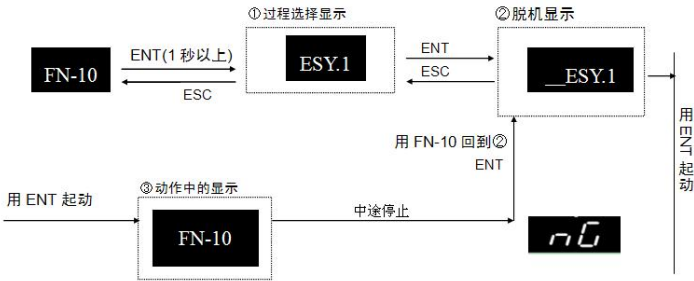 ①过程选择显示
②脱机显示
FN-10
ENT(1 秒以上)
ESC
ESY.1
ENT
ESC
__ESY.1
用 ENT 起动
用 FN-10 回到②
ENT
③动作中的显示
用 ENT 起动
FN-10
中途停止
nG